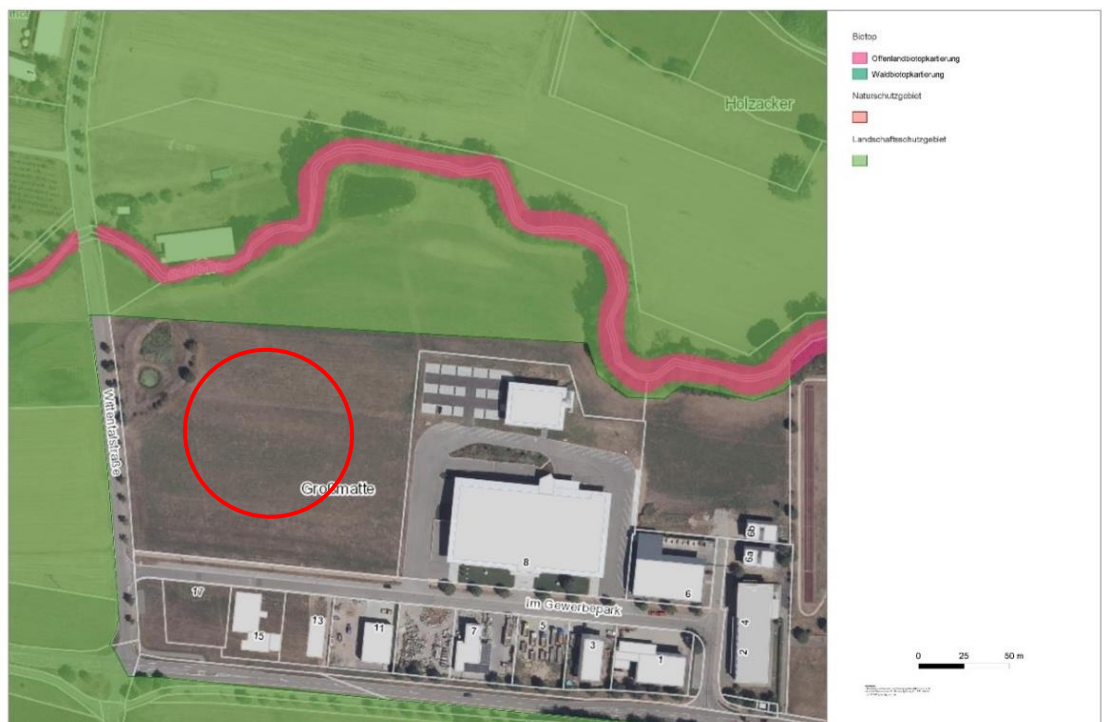 Holzacker
Wittentalstraße
Großmatte
Im Gewerbepark
17
15
13
11
7
5
3
1
8
6
6a
6b
4
2
Biotop
Offenlandbiotopkartierung
Waldbiotopkartierung
Naturschutzgebiet
Landschaftsschutzgebiet
0 25 50 m